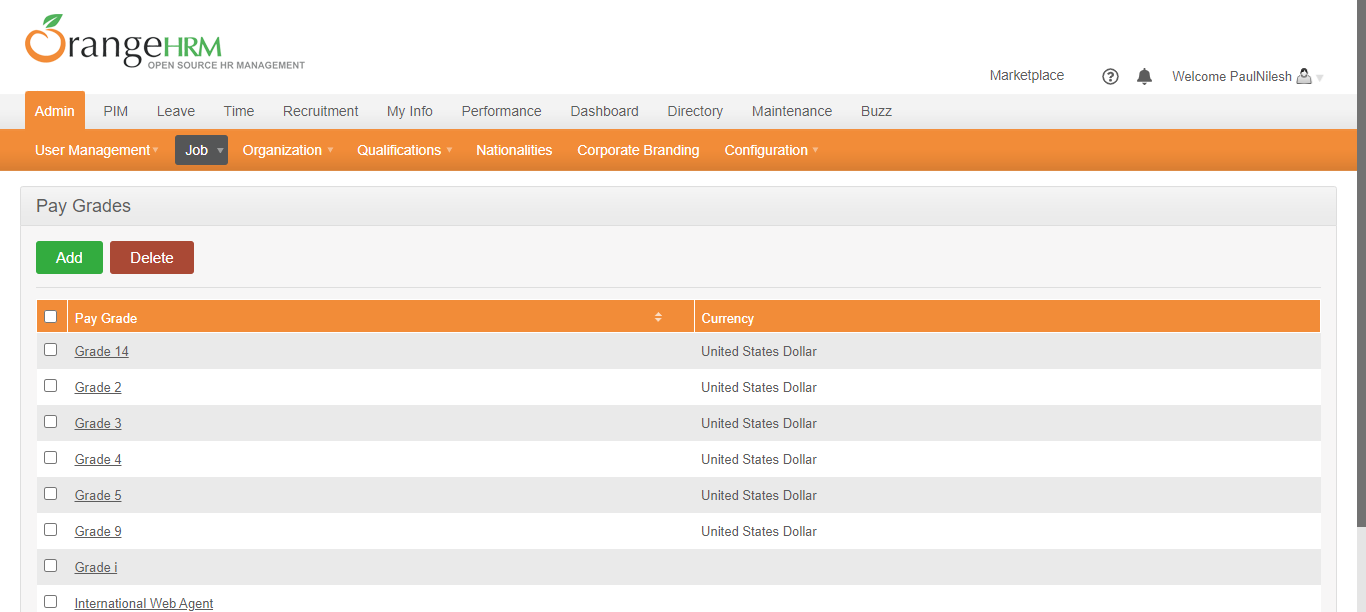 OrangeHRM
OPEN SOURCE HR MANAGEMENT
Marketplace ? Welcome PaulNilesh
Admin PIM Leave Time Recruitment My Info Performance Dashboard Directory Maintenance Buzz
User Management Job Organization Qualifications Nationalities Corporate Branding Configuration
Pay Grades
Add Delete
Pay Grade Currency
Grade 14 United States Dollar
Grade 2 United States Dollar
Grade 3 United States Dollar
Grade 4 United States Dollar
Grade 5 United States Dollar
Grade 9 United States Dollar
Grade i
International Web Agent